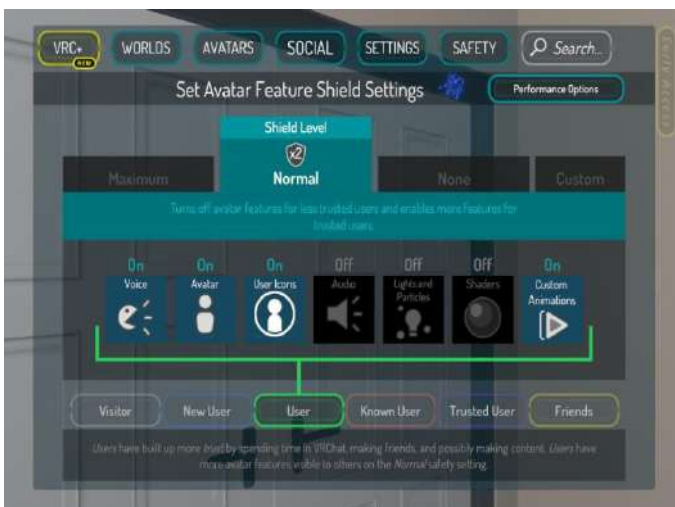 VRC+
NEW
WORLDS
AVATARS
SOCIAL
SETTINGS
SAFETY
Search...
Early Access
Set Avatar Feature Shield Settings
Performance Options
Shield Level
x2
Maximum
Normal
None
Custom
Turns off avatar features for less trusted users and enables more features for
trusted users.
On
On
On
Off
Off
Off
On
Voice
Avatar
User Icons
Audio
Lights and
Particles
Shaders
Custom
Animations
Visitor
New User
User
Known User
Trusted User
Friends
Users have built up more trust by spending time in VRChat, making friends, and possibly making content. Users have
more avatar features visible to others on the Normal safety setting.